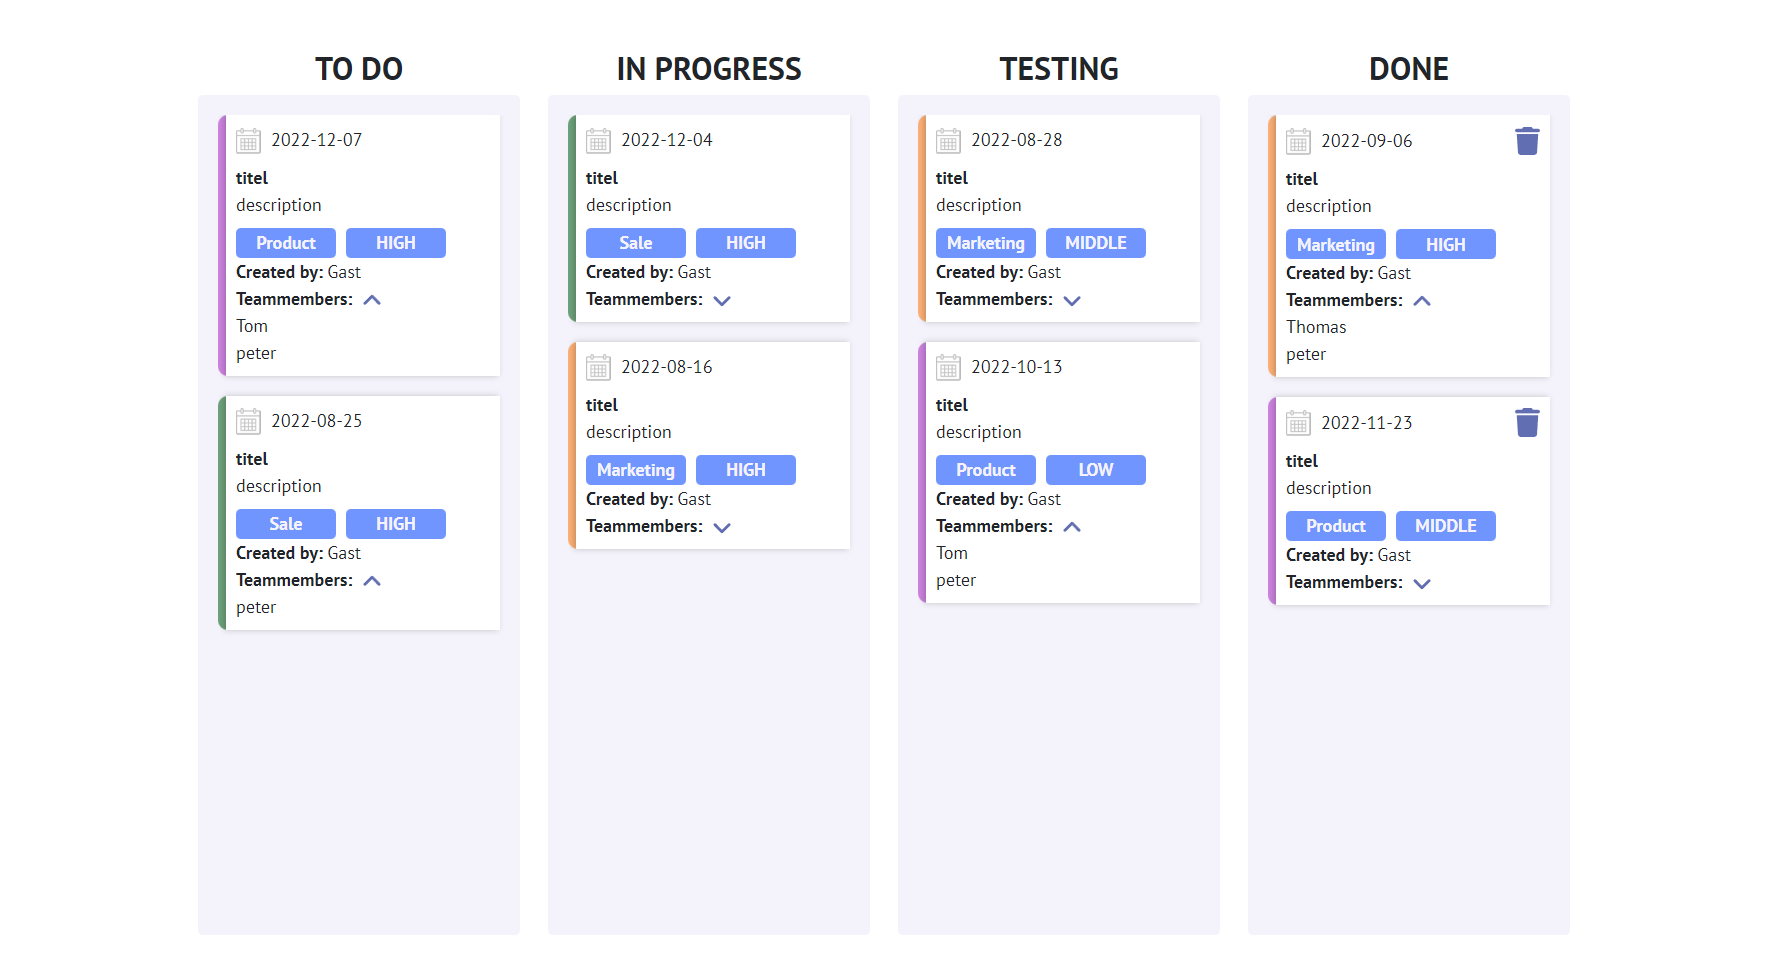 TO DO
2022-12-07
titel
description
Product HIGH
Created by: Gast
Teammembers:
Tom
peter
2022-08-25
titel
description
Sale HIGH
Created by: Gast
Teammembers:
peter
IN PROGRESS
2022-12-04
titel
description
Sale HIGH
Created by: Gast
Teammembers:
2022-08-16
titel
description
Marketing HIGH
Created by: Gast
Teammembers:
TESTING
2022-08-28
titel
description
Marketing MIDDLE
Created by: Gast
Teammembers:
2022-10-13
titel
description
Product LOW
Created by: Gast
Teammembers:
Tom
peter
DONE
2022-09-06
titel
description
Marketing HIGH
Created by: Gast
Teammembers:
Thomas
peter
2022-11-23
titel
description
Product MIDDLE
Created by: Gast
Teammembers: